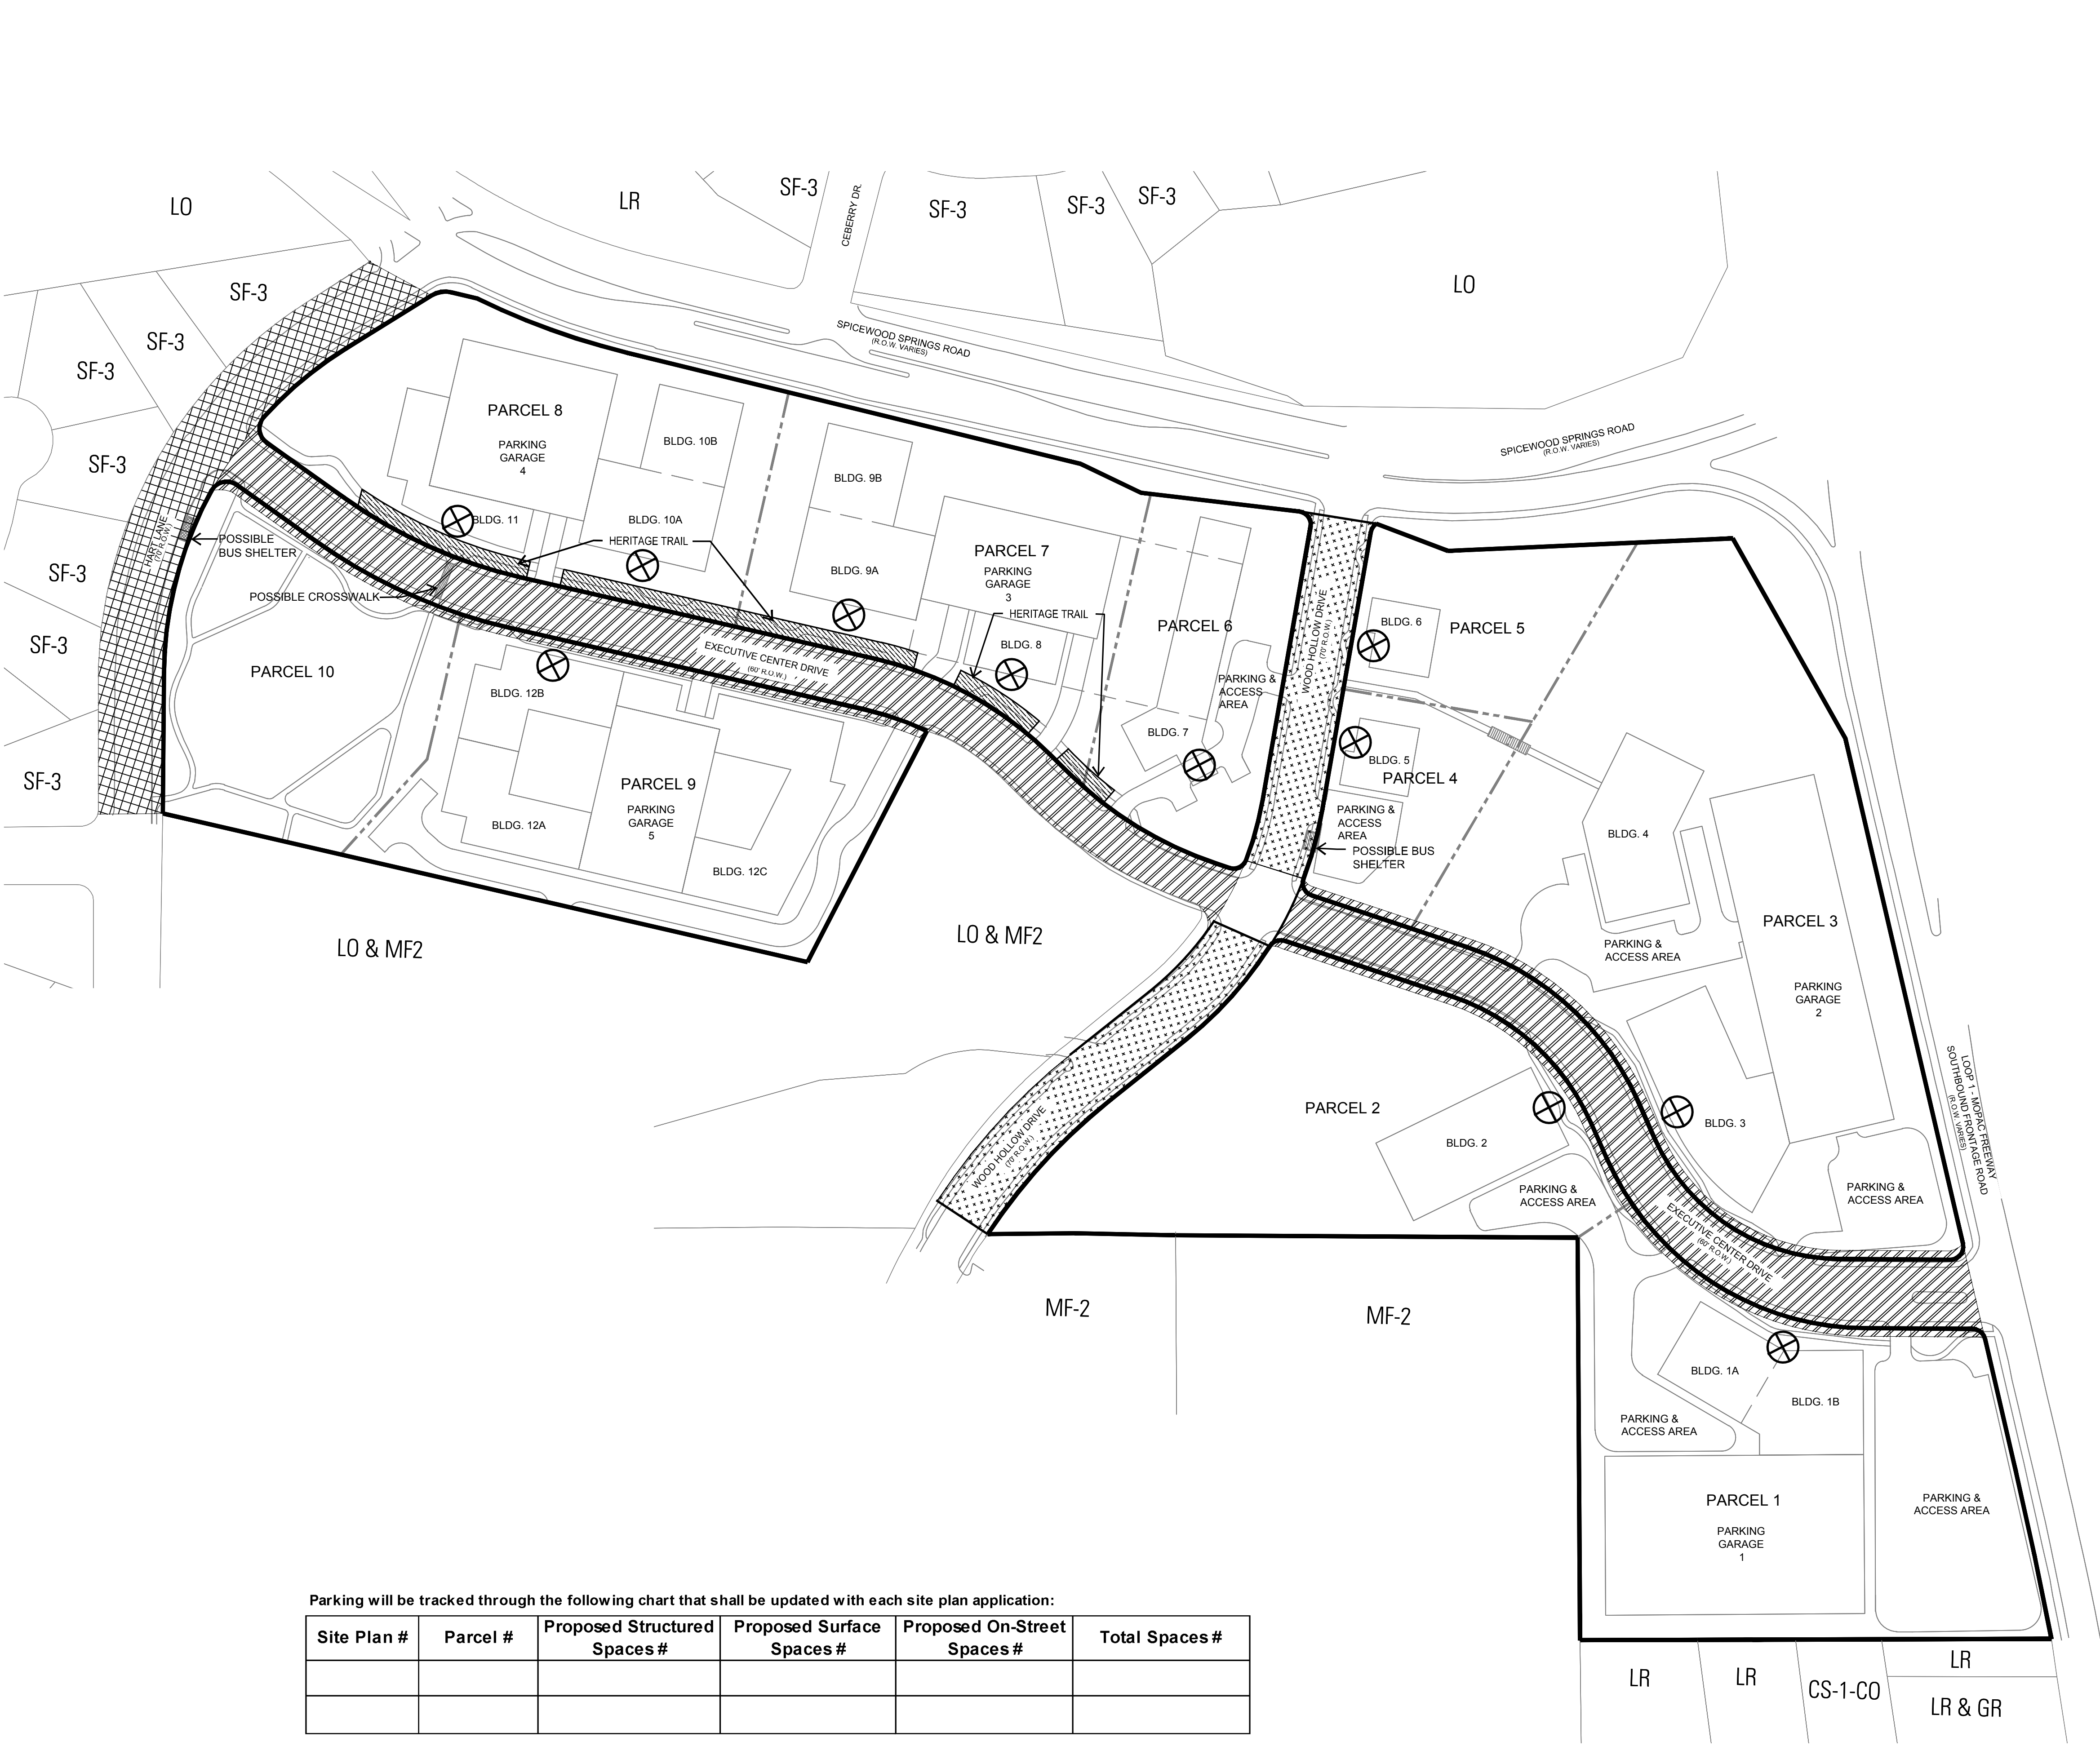 SF-3
CEBERRY DR.
SF-3
SF-3
SF-3
LO
LR
LO
SF-3
SF-3
SF-3
SF-3
SF-3
SF-3
SF-3
SPICEWOOD SPRINGS ROAD
(R.O.W. VARIES)
SPICEWOOD SPRINGS ROAD
(R.O.W. VARIES)
HART LANE
(70' R.O.W.)
POSSIBLE
BUS SHELTER
POSSIBLE CROSSWALK
PARCEL 8
PARKING
GARAGE
4
BLDG. 10B
BLDG. 11
BLDG. 10A
HERITAGE TRAIL
BLDG. 9B
BLDG. 9A
PARCEL 7
PARKING
GARAGE
3
HERITAGE TRAIL
BLDG. 8
PARCEL 6
PARKING &
ACCESS
AREA
BLDG. 7
WOOD HOLLOW DRIVE
(70' R.O.W.)
BLDG. 6
PARCEL 5
BLDG. 5
PARCEL 4
PARKING &
ACCESS
AREA
POSSIBLE BUS
SHELTER
PARCEL 10
EXECUTIVE CENTER DRIVE
(60' R.O.W.)
BLDG. 12B
PARCEL 9
PARKING
GARAGE
5
BLDG. 12A
BLDG. 12C
LO & MF2
LO & MF2
BLDG. 4
PARCEL 3
PARKING &
ACCESS AREA
PARKING
GARAGE
2
PARCEL 2
BLDG. 2
BLDG. 3
WOOD HOLLOW DRIVE
(70' R.O.W.)
PARKING &
ACCESS AREA
PARKING &
ACCESS AREA
LOOP 1 - MOPAC FREEWAY
SOUTHBOUND FRONTAGE ROAD
(R.O.W. VARIES)
EXECUTIVE CENTER DRIVE
(60' R.O.W.)
MF-2
MF-2
BLDG. 1A
BLDG. 1B
PARKING &
ACCESS AREA
PARCEL 1
PARKING
GARAGE
1
PARKING &
ACCESS AREA
LR
LR
CS-1-CO
LR
LR & GR
Parking will be tracked through the following chart that shall be updated with each site plan application:
Site Plan #
Parcel #
Proposed Structured
Spaces #
Proposed Surface
Spaces #
Proposed On-Street
Spaces #
Total Spaces #